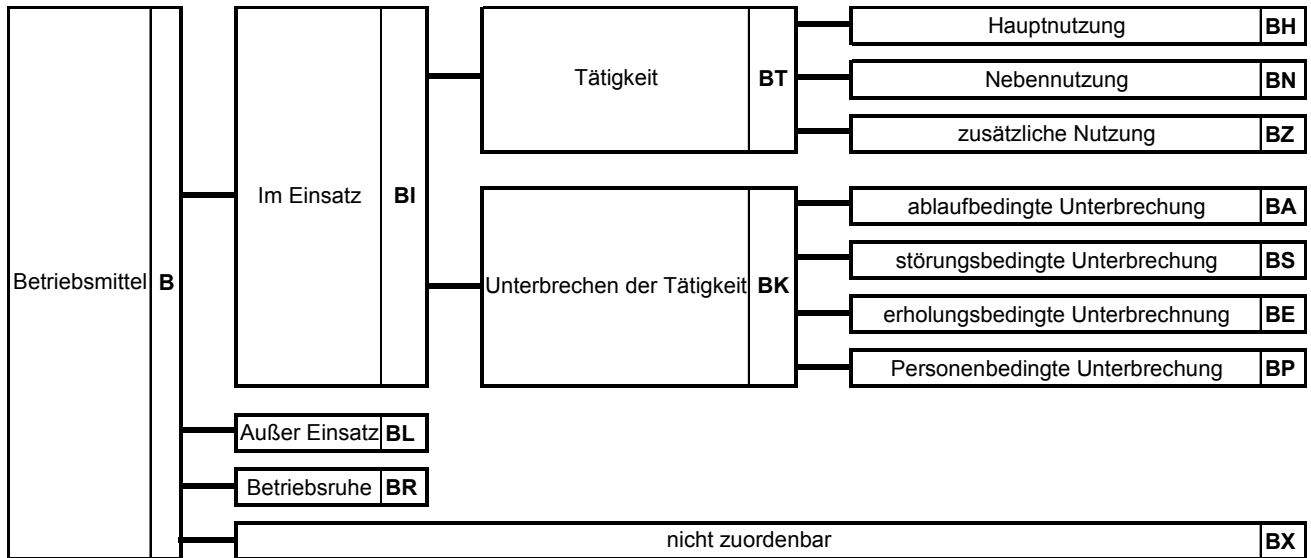 Betriebsmittel B
Im Einsatz BI
Tätigkeit BT
Hauptnutzung BH
Nebennutzung BN
zusätzliche Nutzung BZ
Unterbrechen der Tätigkeit BK
ablaufbedingte Unterbrechung BA
störungsbedingte Unterbrechung BS
erholungsbedingte Unterbrechnung BE
Personenbedingte Unterbrechung BP
Außer Einsatz BL
Betriebsruhe BR
nicht zuordenbar BX